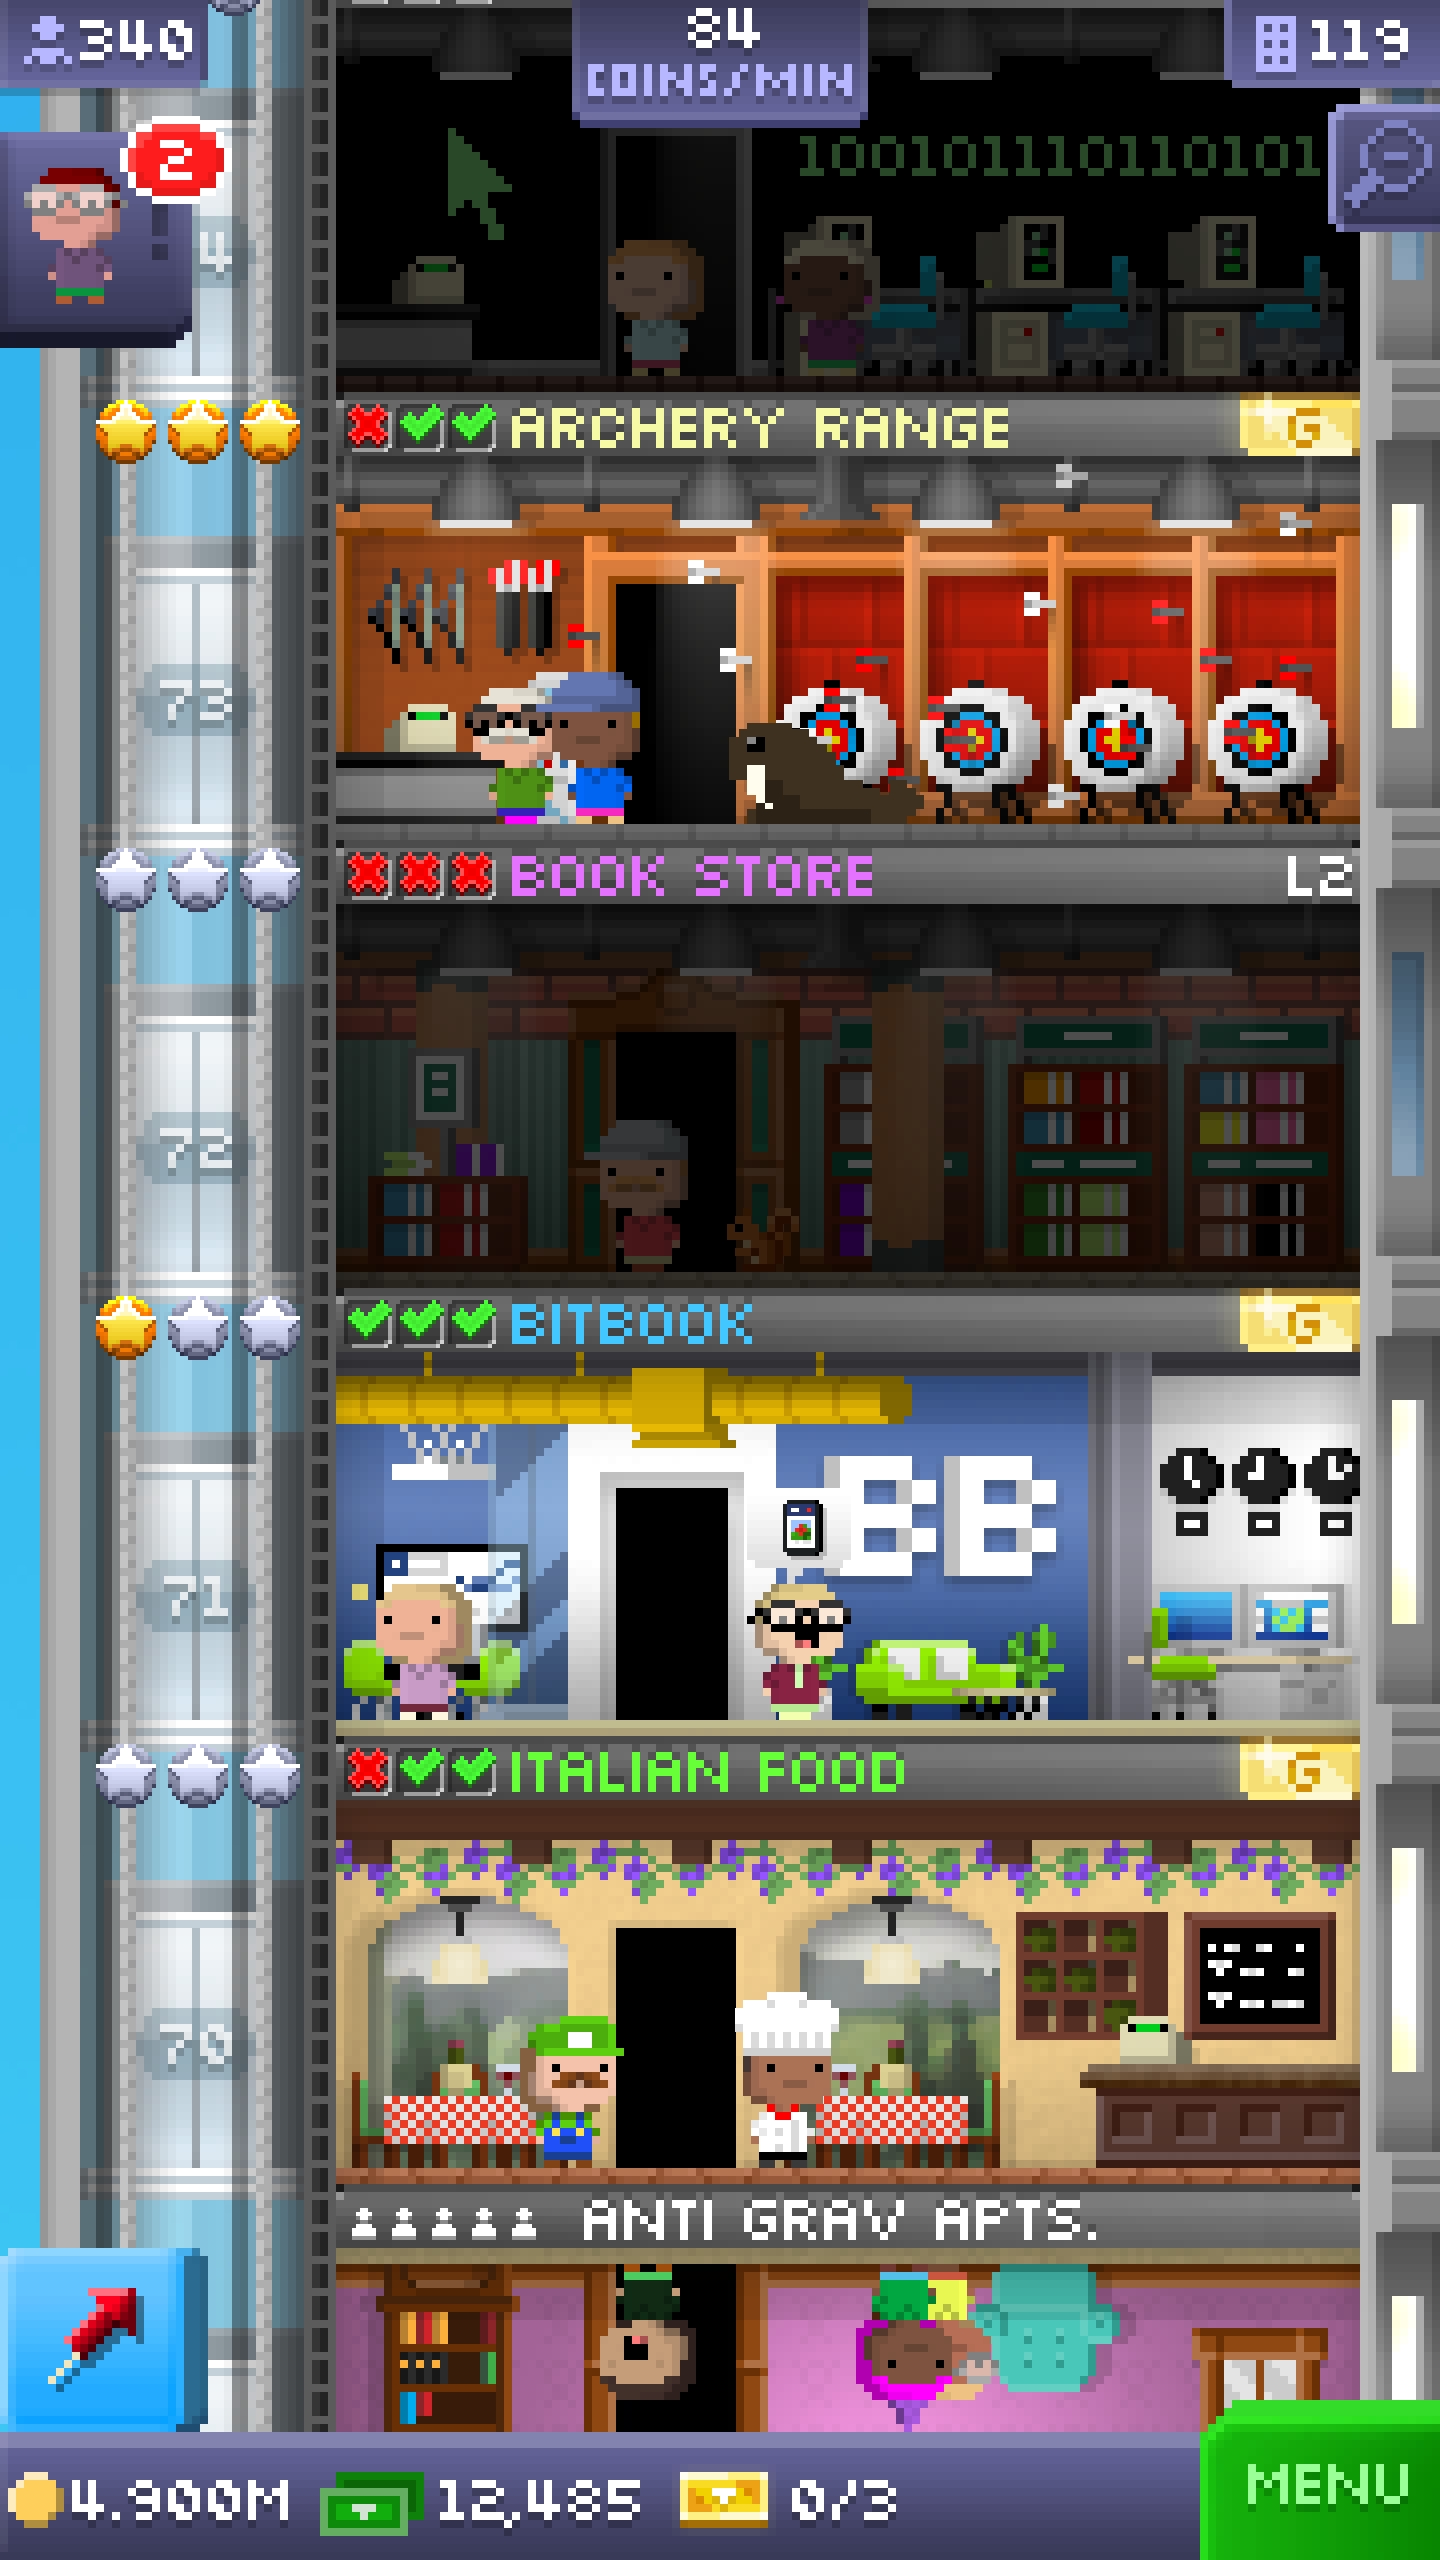 340
84
COINS/MIN
119
2
100101110110101
4
ARCHERY RANGE
G
73
BOOK STORE
L2
72
BITBOOK
G
BB
71
ITALIAN FOOD
G
70
ANTI GRAV APTS.
4.900M
12,485
0/3
MENU